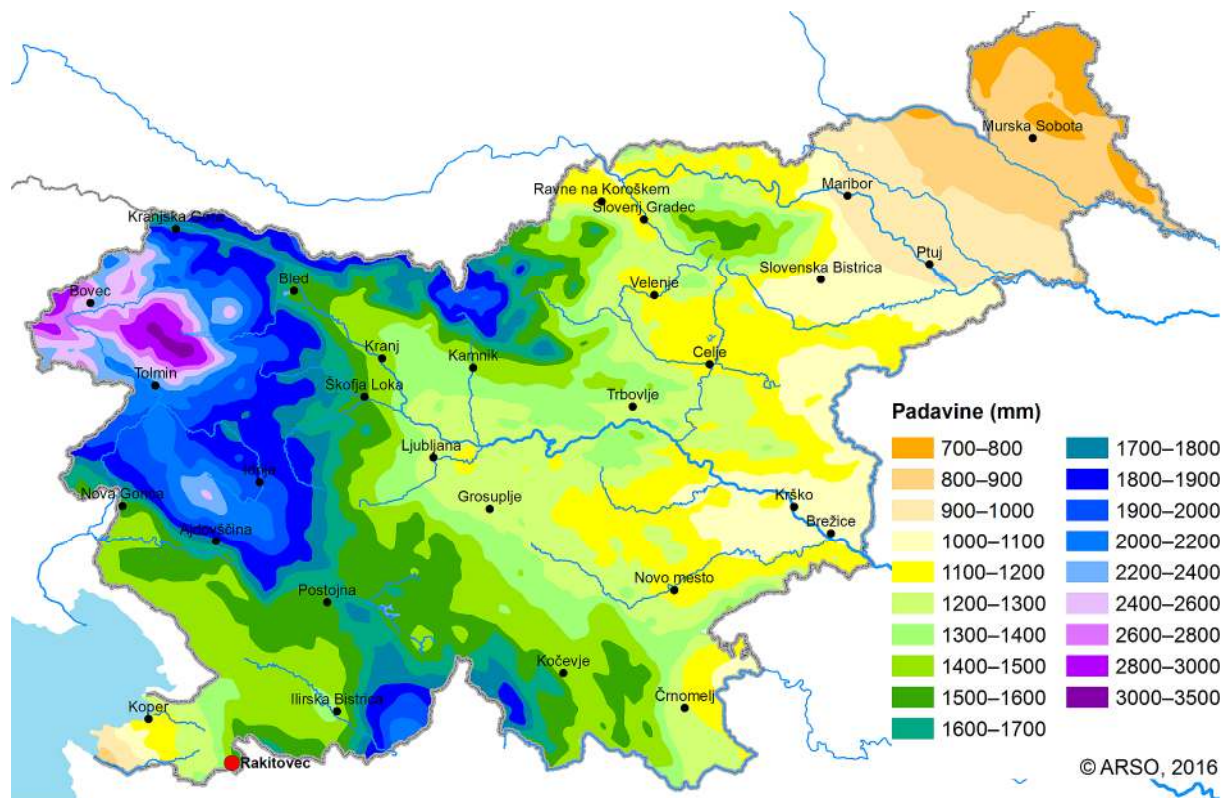 Murska Sobota
Ravne na Koroškem
Maribor
Slovenj Gradec
Kranjska Gora
Ptuj
Slovenska Bistrica
Bled
Velenje
Bovec
Kranj
Kamnik
Celje
Tolmin
Škofja Loka
Trbovlje
Ljubljana
Idrija
Nova Gorica
Grosuplje
Krško
Brežice
Ajdovščina
Novo mesto
Postojna
Kočevje
Ilirska Bistrica
Črnomelj
Koper
Rakitovec
Padavine (mm)
700–800
800–900
900–1000
1000–1100
1100–1200
1200–1300
1300–1400
1400–1500
1500–1600
1600–1700
1700–1800
1800–1900
1900–2000
2000–2200
2200–2400
2400–2600
2600–2800
2800–3000
3000–3500
© ARSO, 2016